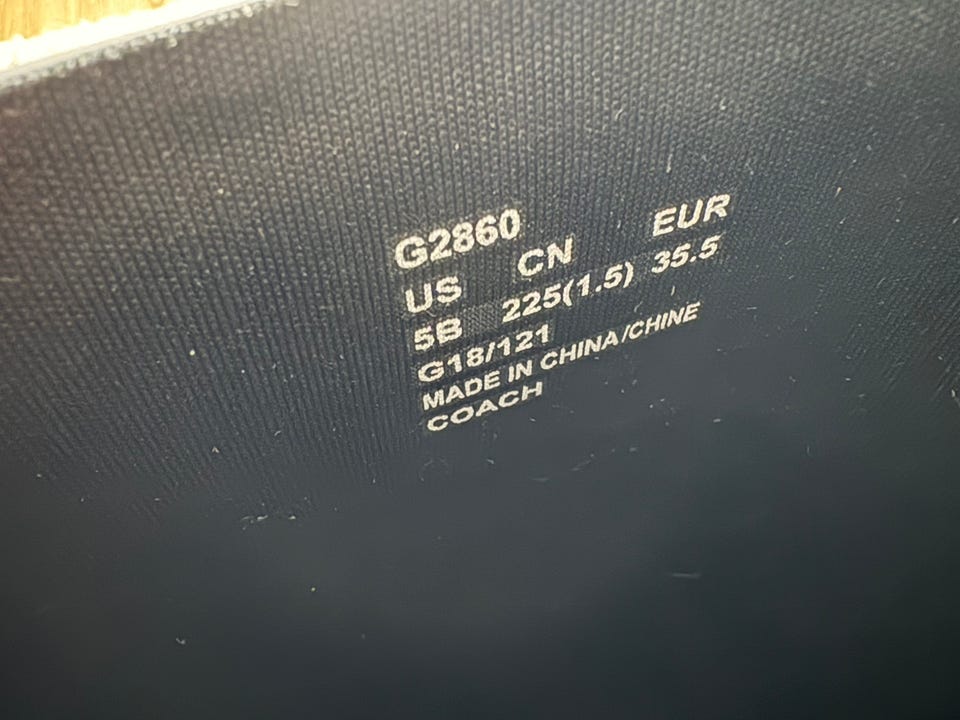 G2860
US CN EUR
5B 225(1.5) 35.5
G18/121
MADE IN CHINA/CHINE
COACH